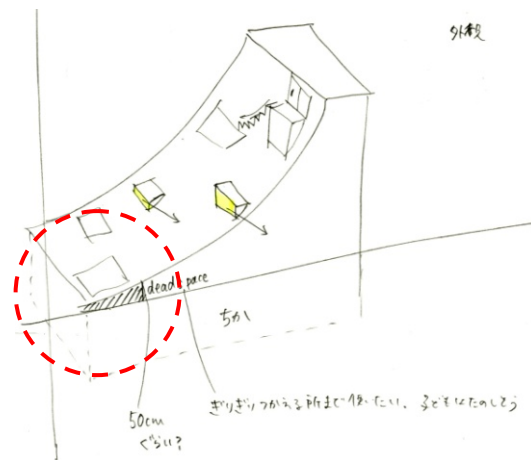 外観
dead space
ちかい
50cm
ぐらい?
ぎりぎりつかえる所まで使いたい、子どもはたのしそう